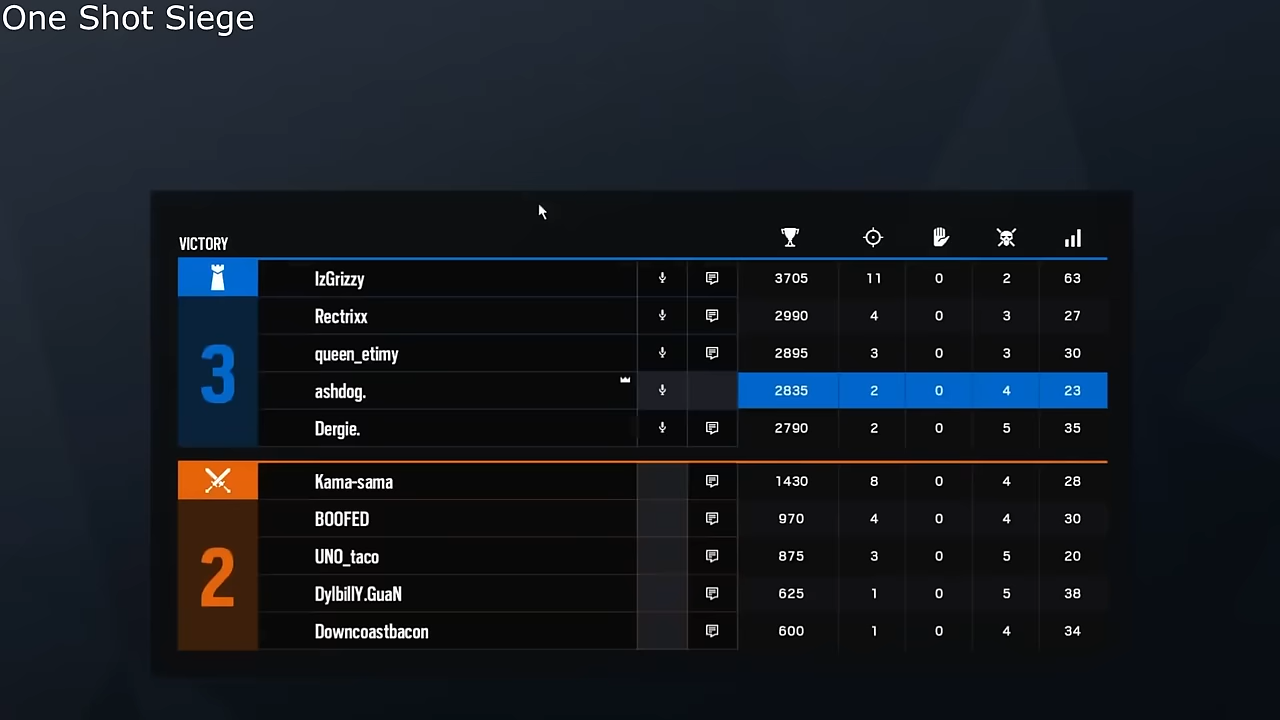 One Shot Siege
VICTORY
IzGrizzy 3705 11 0 2 63
3
Rectrixx 2990 4 0 3 27
queen_etimy 2895 3 0 3 30
ashdog. 2835 2 0 4 23
Dergie. 2790 2 0 5 35
Kama-sama 1430 8 0 4 28
2
BOOFED 970 4 0 4 30
UNO_taco 875 3 0 5 20
DylbillY.GuaN 625 1 0 5 38
Downcoastbacon 600 1 0 4 34